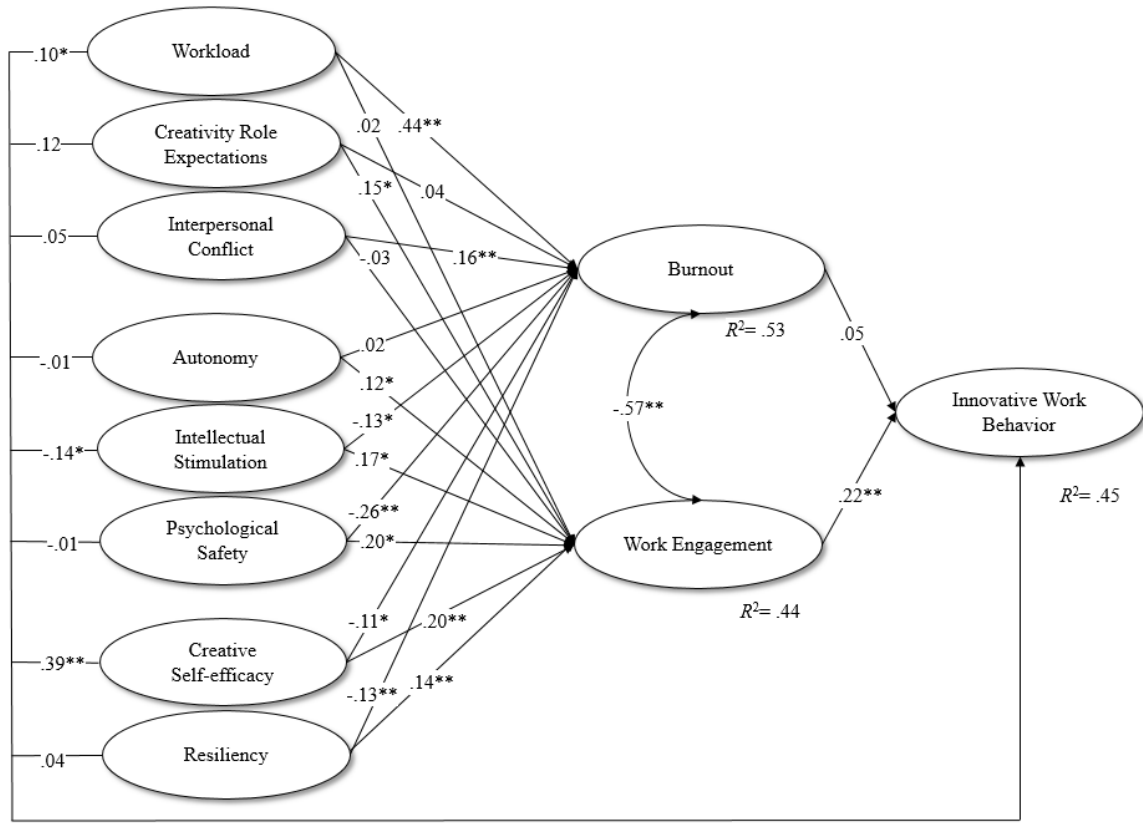 .10*
Workload
.02
.44**
.12
Creativity Role
Expectations
.15*
.04
.05
Interpersonal
Conflict
-.03
.16**
Burnout
R²= .53
-.01
Autonomy
.02
.12*
.05
-.57**
Innovative Work
Behavior
R²= .45
-.14*
Intellectual
Stimulation
-.13*
.17*
-.01
Psychological
Safety
-.26**
.20*
Work Engagement
.22**
R²= .44
.39**
Creative
Self-efficacy
-.11*
.20**
.04
Resiliency
-.13**
.14**